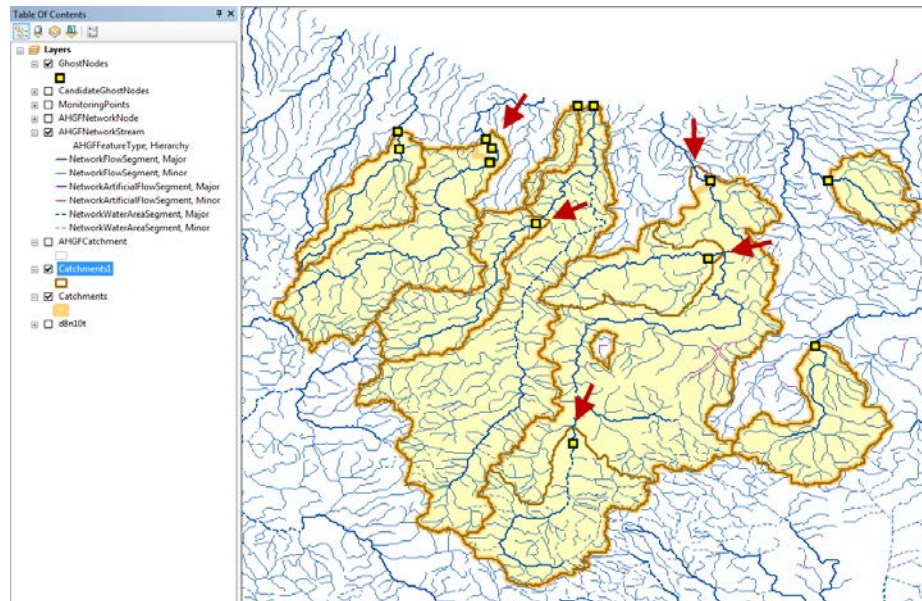 Table Of Contents
Layers
GhostNodes
CandidateGhostNodes
MonitoringPoints
AHGFNetworkNode
AHGFNetworkStream
AHGFFeatureType, Hierarchy
NetworkFlowSegment, Major
NetworkFlowSegment, Minor
NetworkArtificialFlowSegment, Major
NetworkArtificialFlowSegment, Minor
NetworkWaterAreaSegment, Major
NetworkWaterAreaSegment, Minor
AHGFCatchment
Catchments1
Catchments
d8n10t